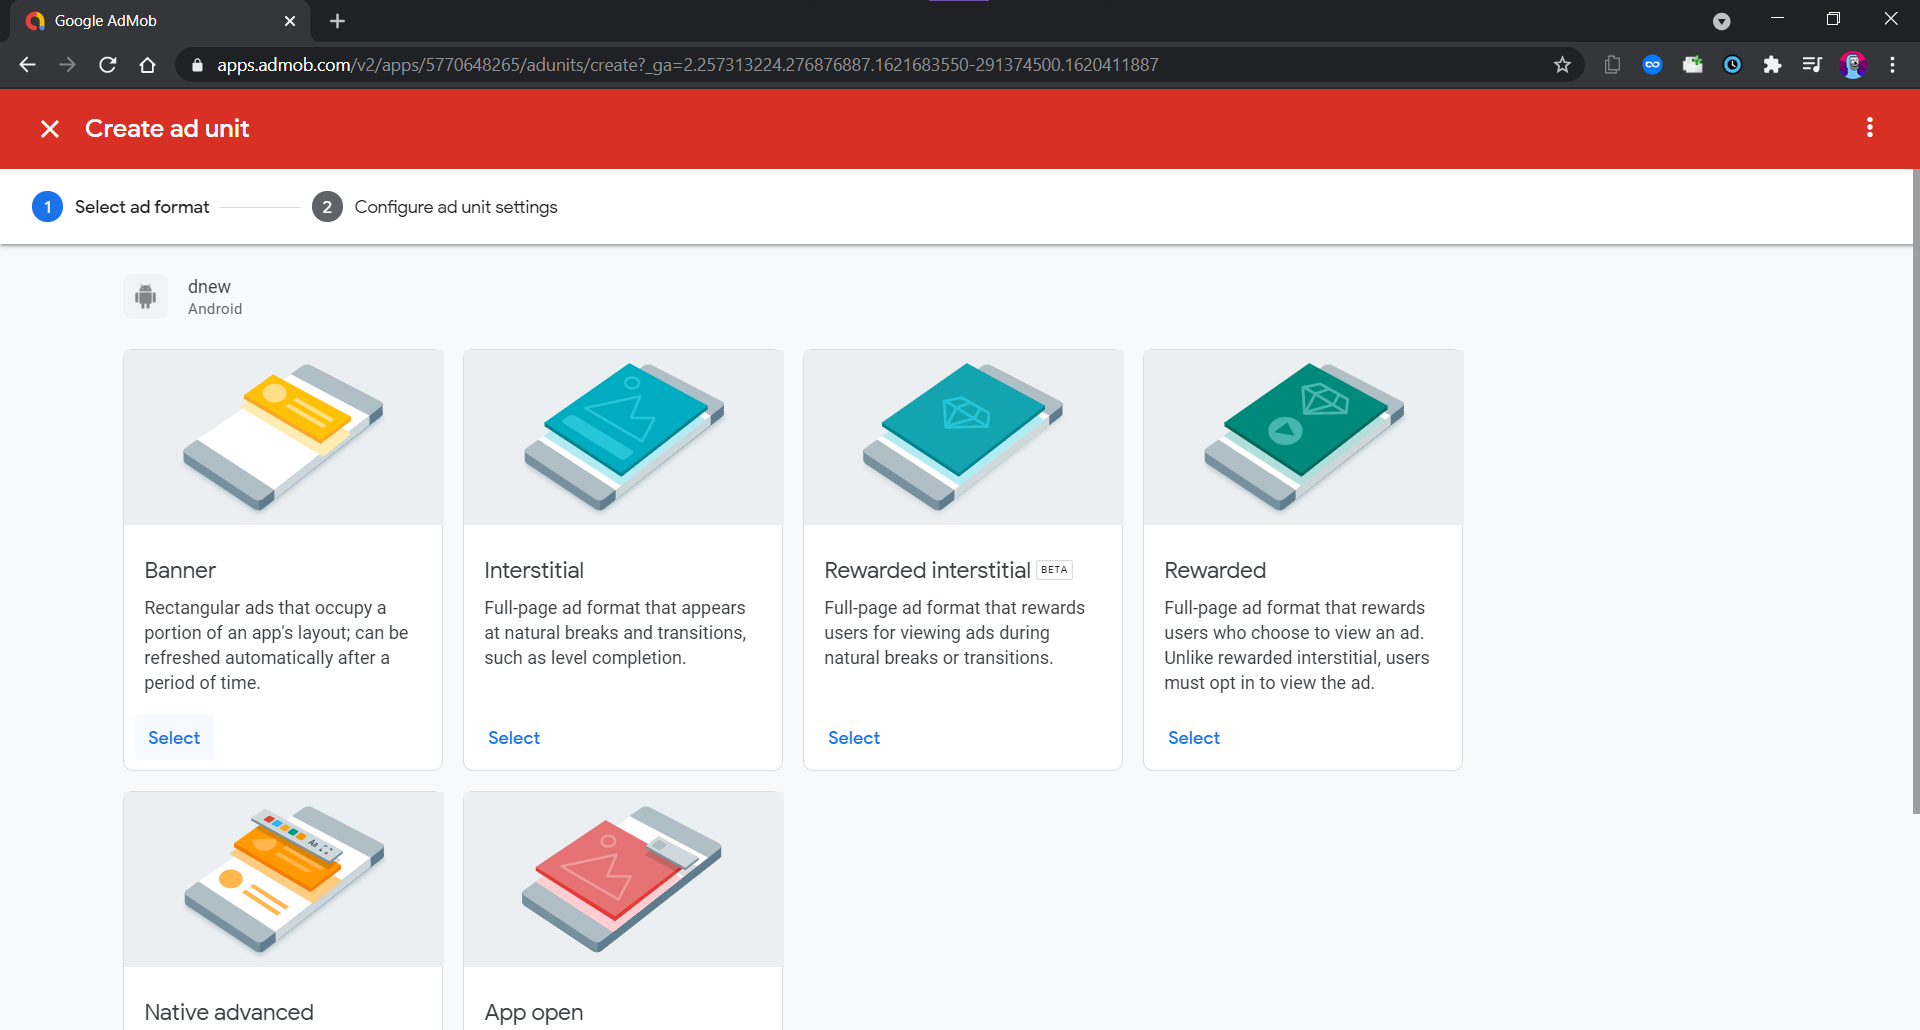 Google AdMob
apps.admob.com/v2/apps/5770648265/adunits/create?_ga=2.257313224.276876887.1621683550-291374500.1620411887
Create ad unit
1 Select ad format 2 Configure ad unit settings
dnew
Android
Banner
Rectangular ads that occupy a
portion of an app's layout; can be
refreshed automatically after a
period of time.
Select
Interstitial
Full-page ad format that appears
at natural breaks and transitions,
such as level completion.
Select
Rewarded interstitial BETA
Full-page ad format that rewards
users for viewing ads during
natural breaks or transitions.
Select
Rewarded
Full-page ad format that rewards
users who choose to view an ad.
Unlike rewarded interstitial, users
must opt in to view the ad.
Select
Aa
Native advanced
App open